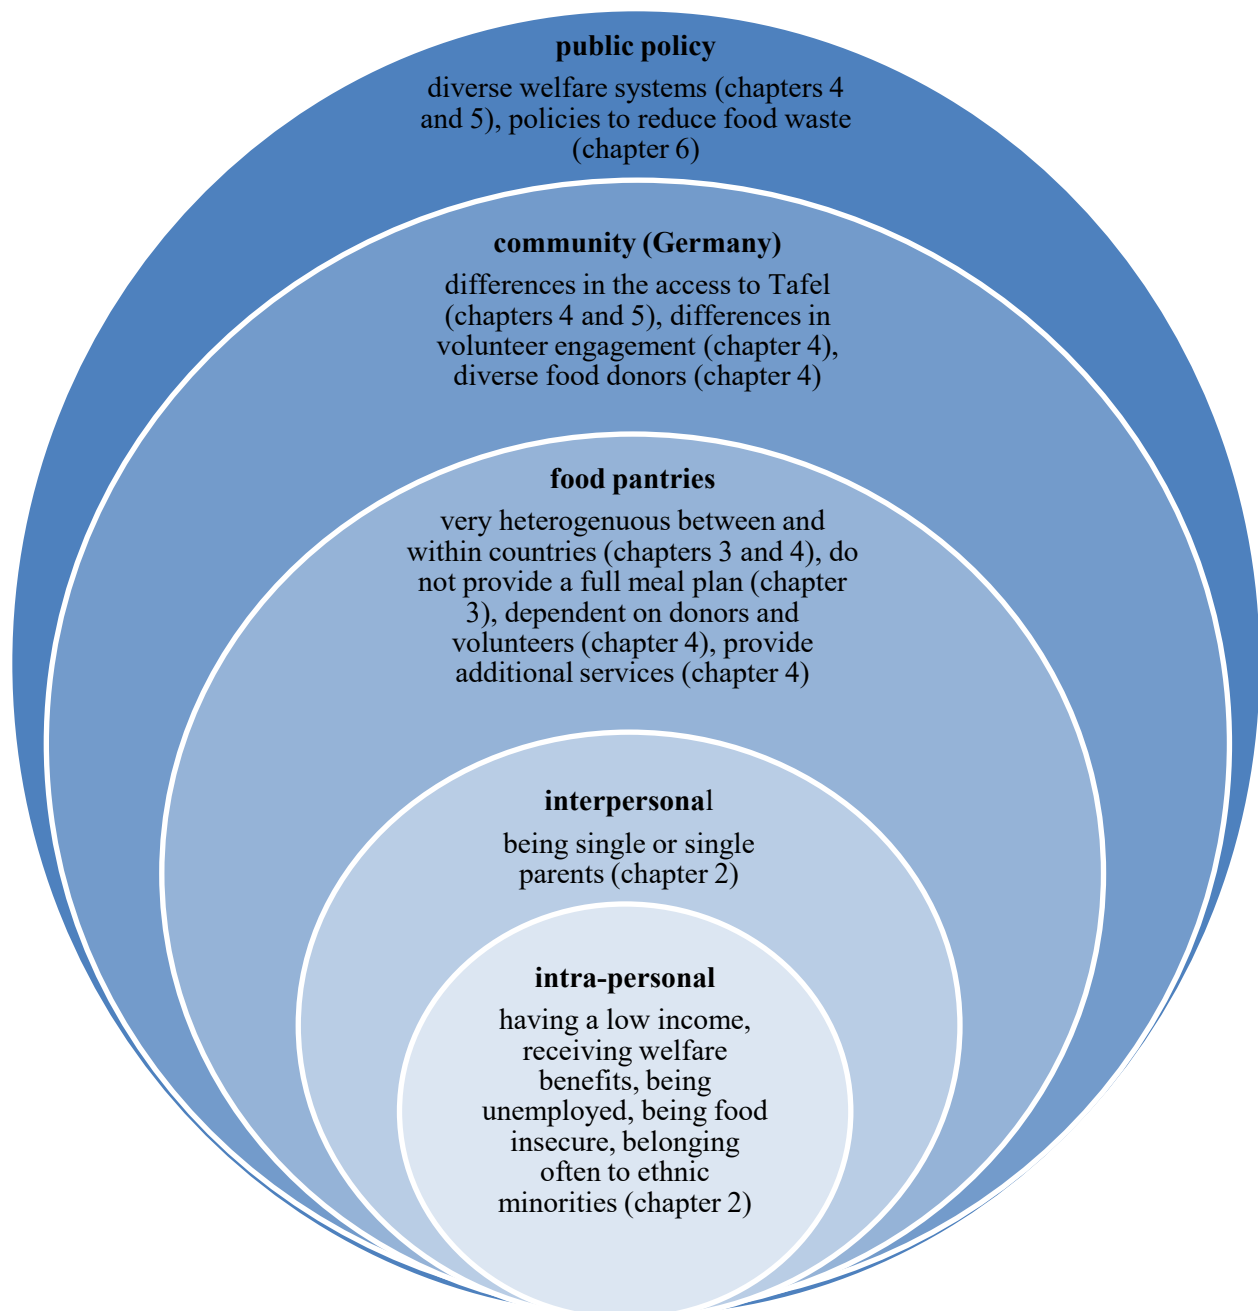 public policy
diverse welfare systems (chapters 4
and 5), policies to reduce food waste
(chapter 6)
community (Germany)
differences in the access to Tafel
(chapters 4 and 5), differences in
volunteer engagement (chapter 4),
diverse food donors (chapter 4)
food pantries
very heterogenuous between and
within countries (chapters 3 and 4), do
not provide a full meal plan (chapter
3), dependent on donors and
volunteers (chapter 4), provide
additional services (chapter 4)
interpersonal
being single or single
parents (chapter 2)
intra-personal
having a low income,
receiving welfare
benefits, being
unemployed, being food
insecure, belonging
often to ethnic
minorities (chapter 2)